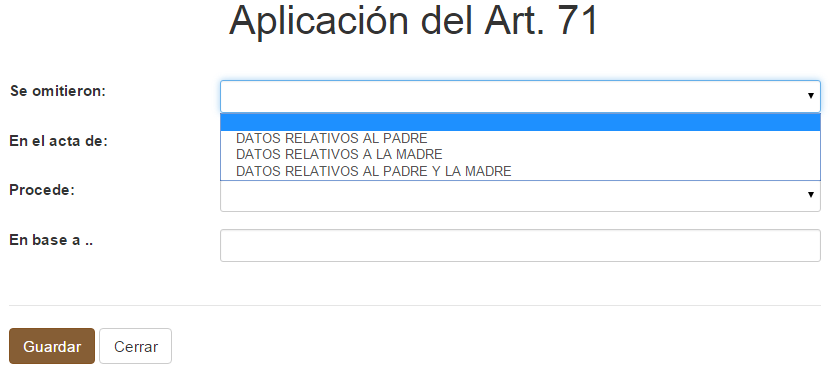 Aplicación del Art. 71
Se omitieron:
En el acta de:
DATOS RELATIVOS AL PADRE
DATOS RELATIVOS A LA MADRE
DATOS RELATIVOS AL PADRE Y LA MADRE
Procede:
En base a ..
Guardar Cerrar